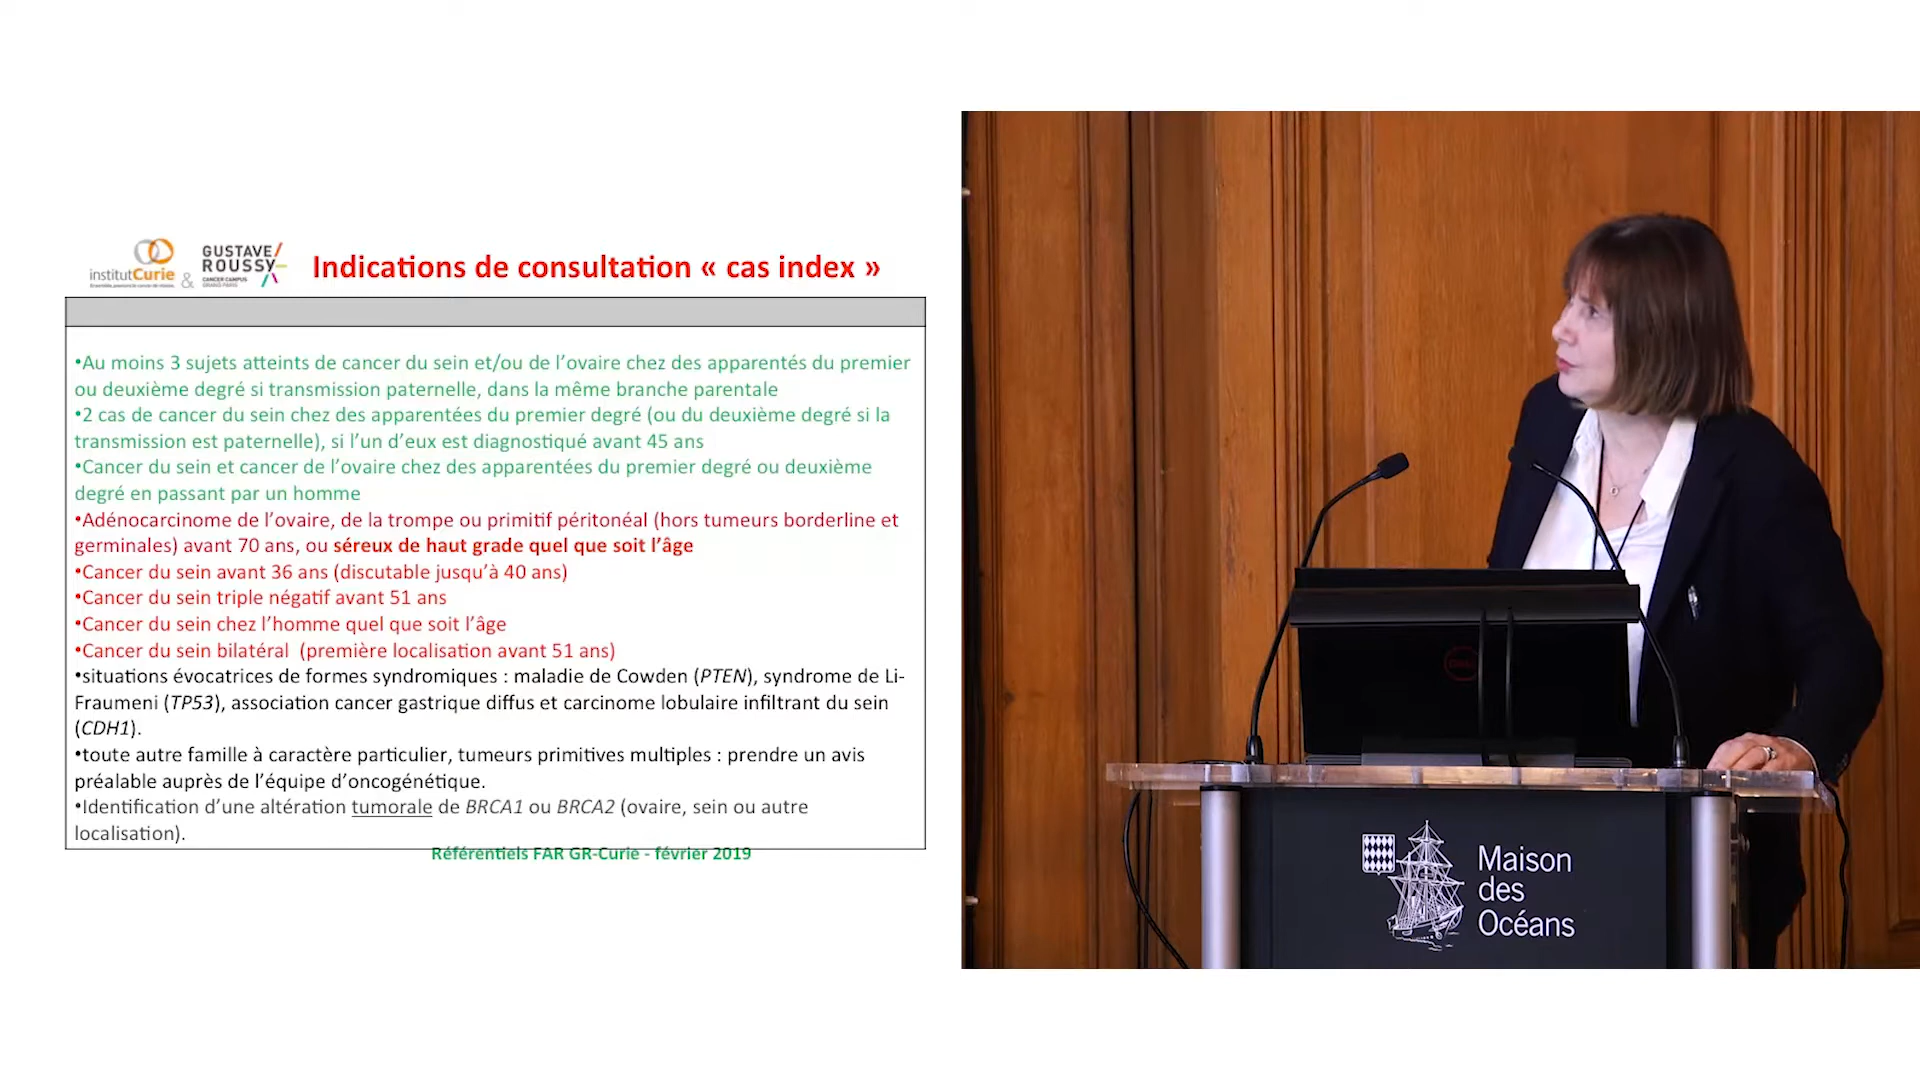 institutCurie
&
GUSTAVE/
ROUSSY
CANCER CAMPUS
GRAND PARIS
Indications de consultation « cas index »
•Au moins 3 sujets atteints de cancer du sein et/ou de l’ovaire chez des apparentés du premier
ou deuxième degré si transmission paternelle, dans la même branche parentale
•2 cas de cancer du sein chez des apparentées du premier degré (ou du deuxième degré si la
transmission est paternelle), si l’un d’eux est diagnostiqué avant 45 ans
•Cancer du sein et cancer de l’ovaire chez des apparentées du premier degré ou deuxième
degré en passant par un homme
•Adénocarcinome de l’ovaire, de la trompe ou primitif péritonéal (hors tumeurs borderline et
germinales) avant 70 ans, ou séreux de haut grade quel que soit l’âge
•Cancer du sein avant 36 ans (discutable jusqu’à 40 ans)
•Cancer du sein triple négatif avant 51 ans
•Cancer du sein chez l’homme quel que soit l’âge
•Cancer du sein bilatéral  (première localisation avant 51 ans)
•situations évocatrices de formes syndromiques : maladie de Cowden (PTEN), syndrome de Li-
Fraumeni (TP53), association cancer gastrique diffus et carcinome lobulaire infiltrant du sein
(CDH1).
•toute autre famille à caractère particulier, tumeurs primitives multiples : prendre un avis
préalable auprès de l’équipe d’oncogénétique.
•Identification d’une altération tumorale de BRCA1 ou BRCA2 (ovaire, sein ou autre
localisation).
Référentiels FAR GR-Curie - février 2019
Maison
des
Océans